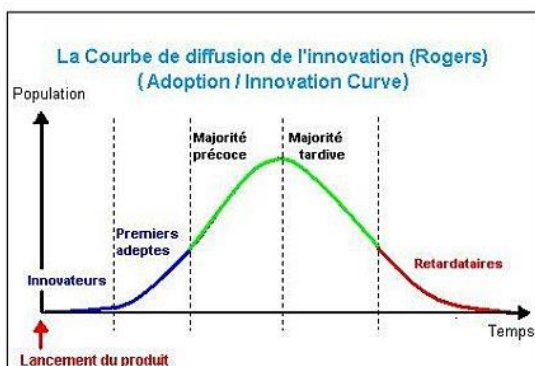 La Courbe de diffusion de l'innovation (Rogers)
( Adoption / Innovation Curve)
Population
Majorité
précoce
Majorité
tardive
Premiers
adeptes
Innovateurs
Retardataires
Temps
Lancement du produit